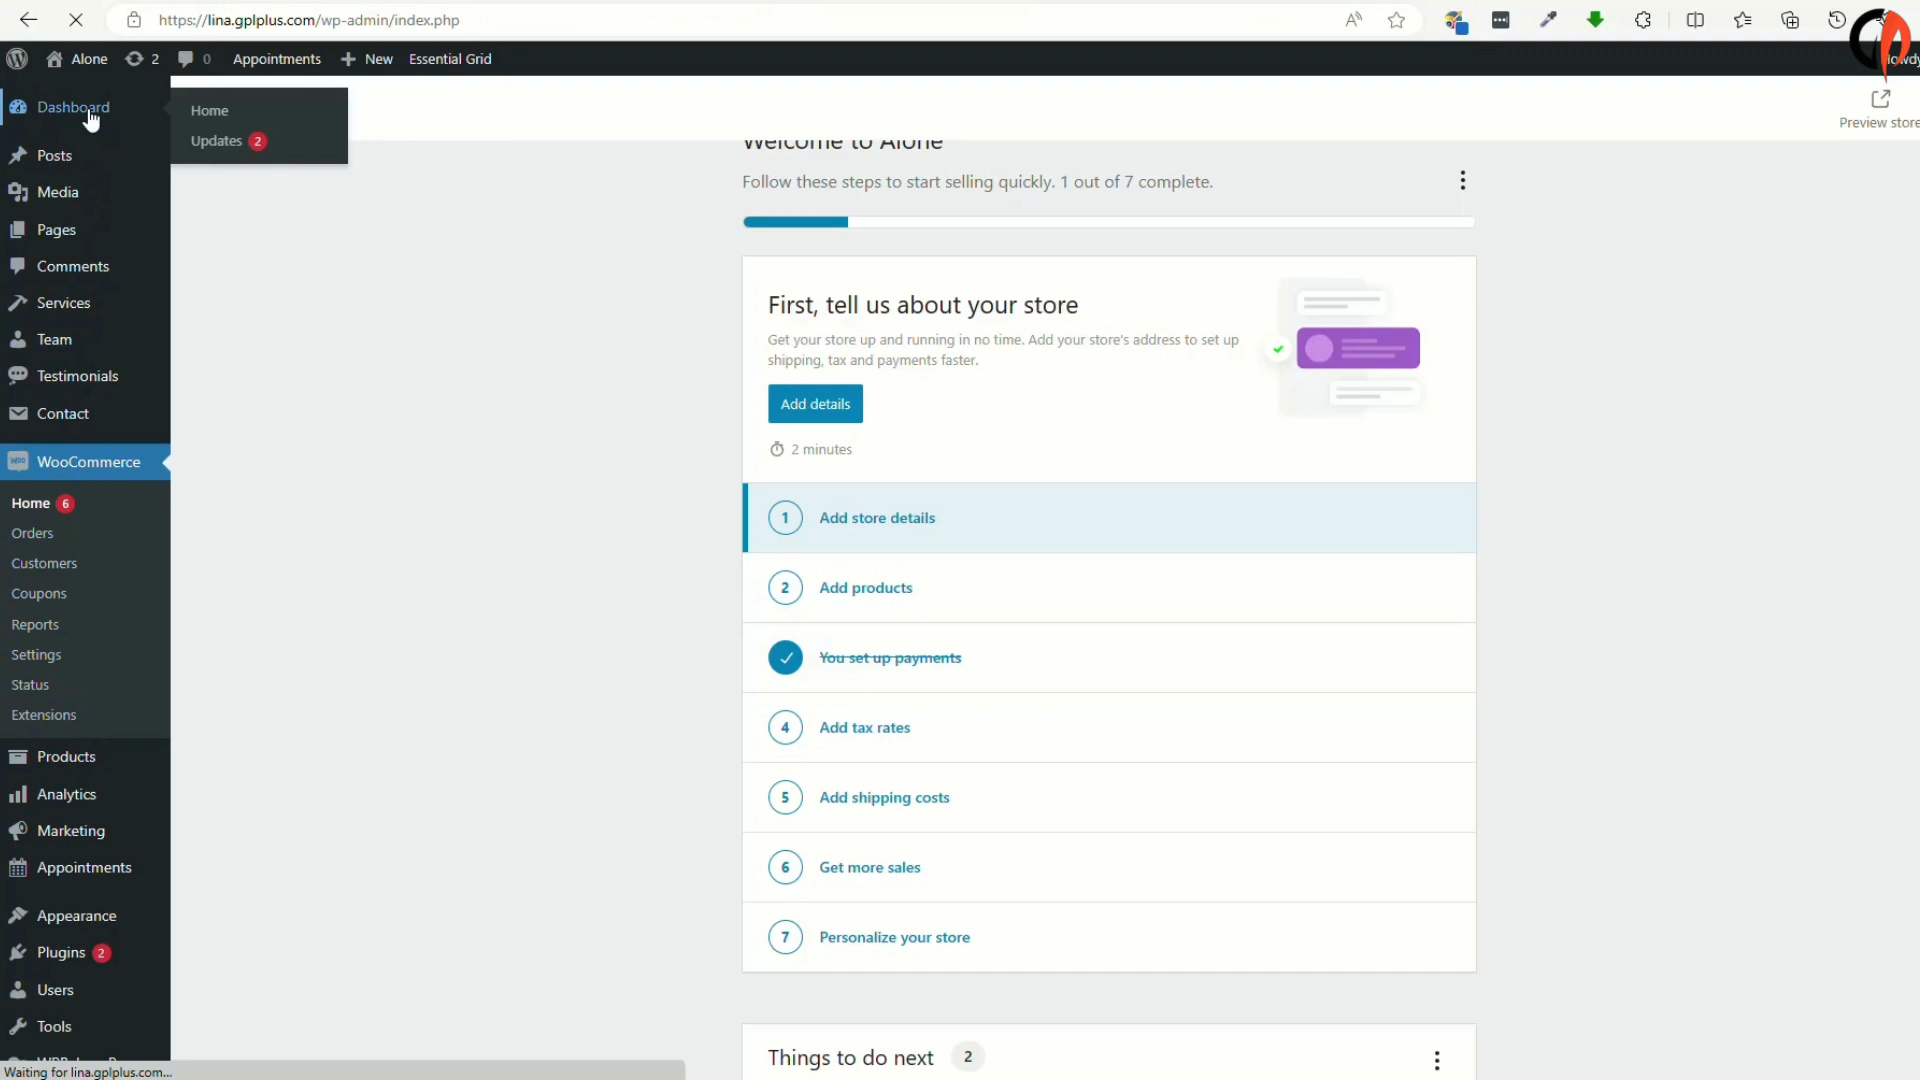 https://lina.gplplus.com/wp-admin/index.php
Alone
2
0
Appointments
New
Essential Grid
Howdy
Dashboard
Home
Updates 2
Preview store
Posts
Media
Pages
Comments
Services
Team
Testimonials
Contact
WooCommerce
Home 6
Orders
Customers
Coupons
Reports
Settings
Status
Extensions
Products
Analytics
Marketing
Appointments
Appearance
Plugins 2
Users
Tools
Waiting for lina.gplplus.com...
Welcome to Alone
Follow these steps to start selling quickly. 1 out of 7 complete.
First, tell us about your store
Get your store up and running in no time. Add your store's address to set up
shipping, tax and payments faster.
Add details
2 minutes
1 Add store details
2 Add products
You set up payments
4 Add tax rates
5 Add shipping costs
6 Get more sales
7 Personalize your store
Things to do next 2